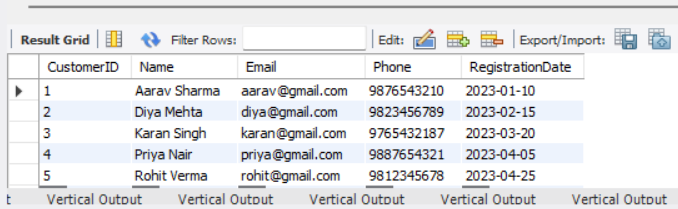 Result Grid Filter Rows: Edit: Export/Import:
CustomerID Name Email Phone RegistrationDate
1 Aarav Sharma aarav@gmail.com 9876543210 2023-01-10
2 Diya Mehta diya@gmail.com 9823456789 2023-02-15
3 Karan Singh karan@gmail.com 9765432187 2023-03-20
4 Priya Nair priya@gmail.com 9887654321 2023-04-05
5 Rohit Verma rohit@gmail.com 9812345678 2023-04-25
t Vertical Output Vertical Output Vertical Output Vertical Output Vertical Output